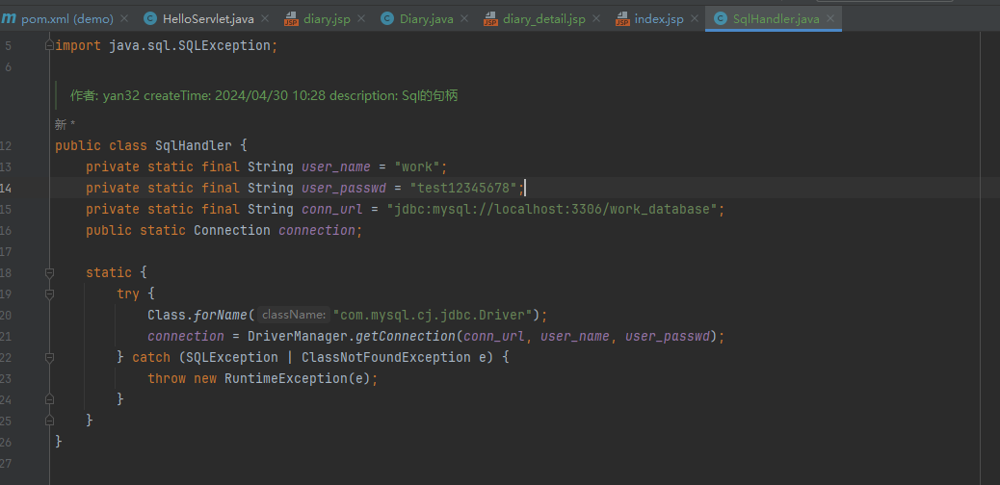 pom.xml (demo) HelloServlet.java diary.jsp Diary.java diary_detail.jsp index.jsp SqlHandler.java
5 import java.sql.SQLException;
6
作者: yan32 createTime: 2024/04/30 10:28 description: Sql的句柄
新 *
12 public class SqlHandler {
13 private static final String user_name = "work";
14 private static final String user_passwd = "test12345678";
15 private static final String conn_url = "jdbc:mysql://localhost:3306/work_database";
16 public static Connection connection;
17
18 static {
19 try {
20 Class.forName( className: "com.mysql.cj.jdbc.Driver");
21 connection = DriverManager.getConnection(conn_url, user_name, user_passwd);
22 } catch (SQLException | ClassNotFoundException e) {
23 throw new RuntimeException(e);
24 }
25 }
26 }
27